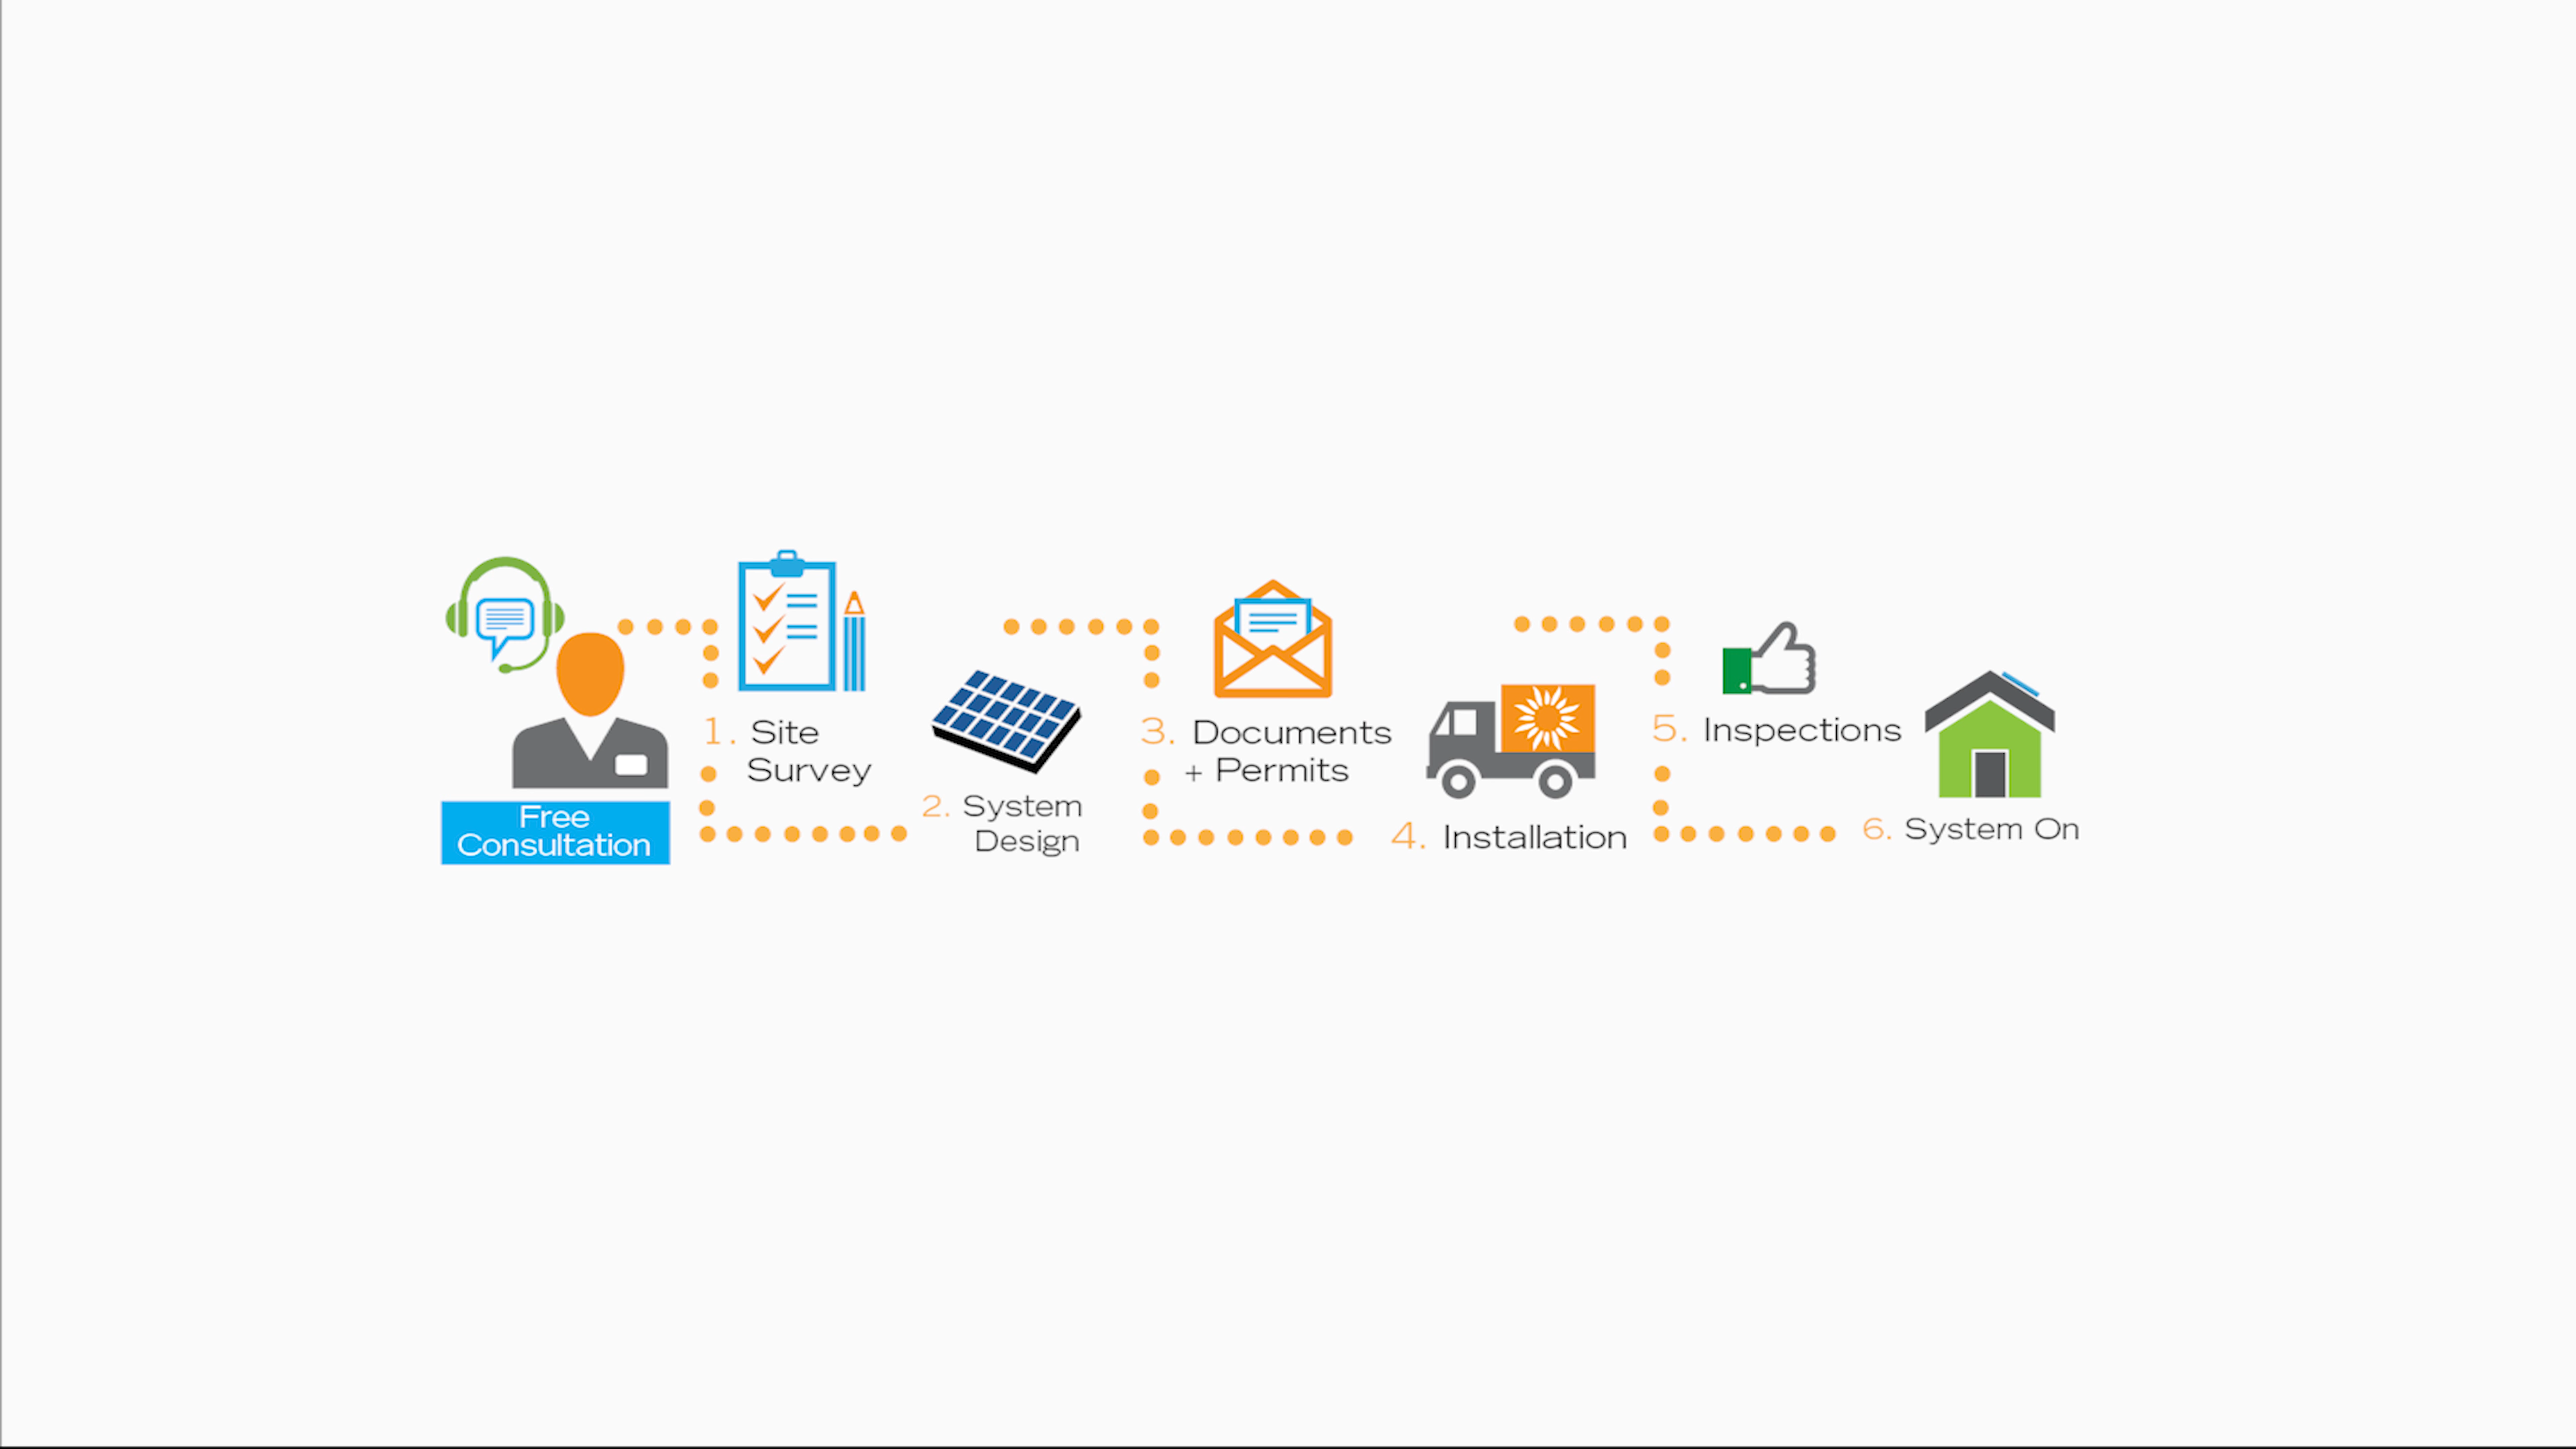 Free
Consultation
1. Site
Survey
2. System
Design
3. Documents
+ Permits
4. Installation
5. Inspections
6. System On